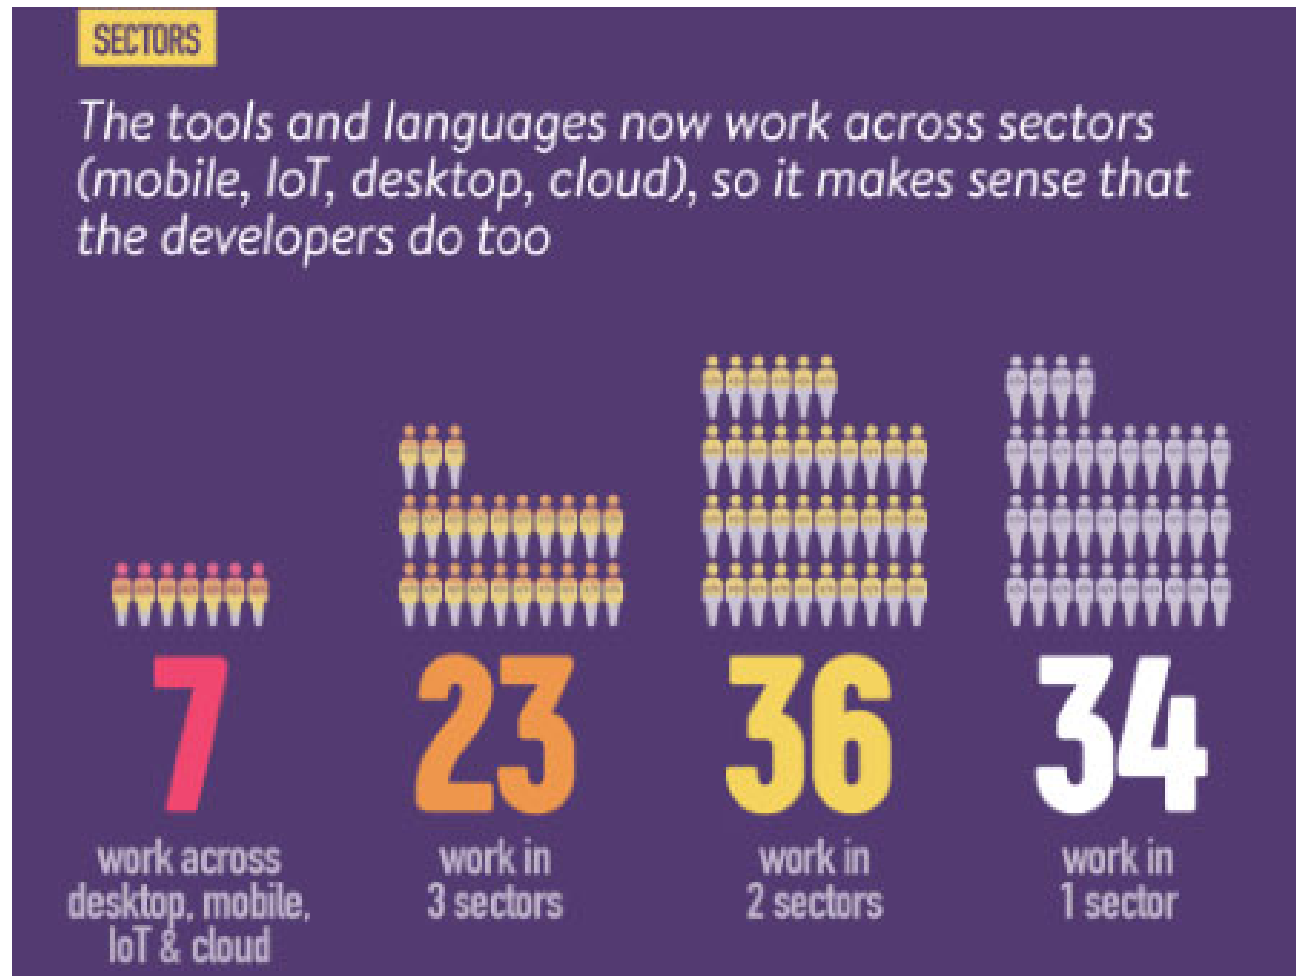 SECTORS
The tools and languages now work across sectors
(mobile, IoT, desktop, cloud), so it makes sense that
the developers do too
7
work across
desktop, mobile,
IoT & cloud
23
work in
3 sectors
36
work in
2 sectors
34
work in
1 sector